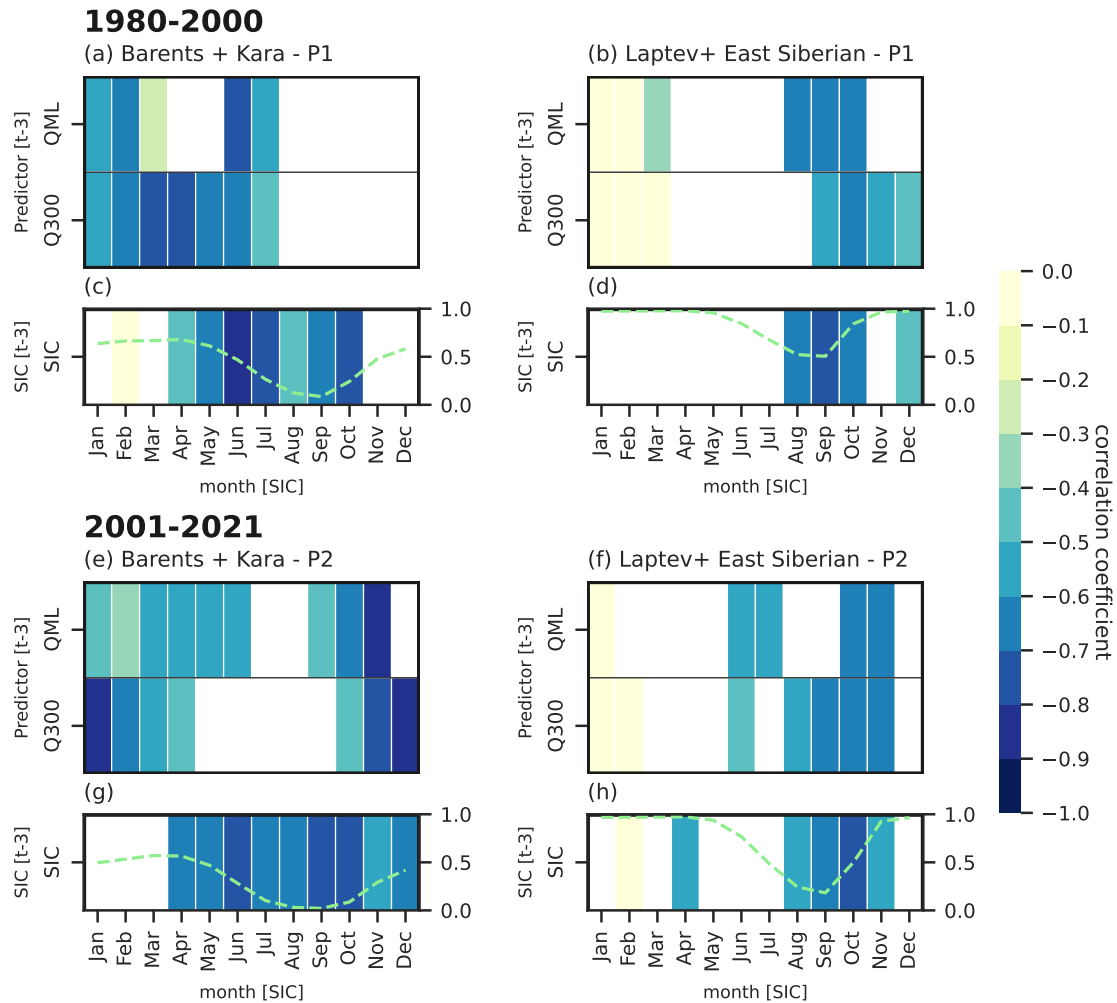 1980-2000
(a) Barents + Kara - P1
(b) Laptev+ East Siberian - P1
Predictor [t-3]
QML
Q300
Predictor [t-3]
QML
Q300
(c)
(d)
SIC [t-3]
SIC
1.0
0.5
0.0
SIC [t-3]
SIC
1.0
0.5
0.0
Jan Feb Mar Apr May Jun Jul Aug Sep Oct Nov Dec
Jan Feb Mar Apr May Jun Jul Aug Sep Oct Nov Dec
month [SIC]
month [SIC]
0.0
−0.1
−0.2
−0.3
−0.4
−0.5
−0.6
−0.7
−0.8
−0.9
−1.0
correlation coefficient
2001-2021
(e) Barents + Kara - P2
(f) Laptev+ East Siberian - P2
Predictor [t-3]
QML
Q300
Predictor [t-3]
QML
Q300
(g)
(h)
SIC [t-3]
SIC
1.0
0.5
0.0
SIC [t-3]
SIC
1.0
0.5
0.0
Jan Feb Mar Apr May Jun Jul Aug Sep Oct Nov Dec
Jan Feb Mar Apr May Jun Jul Aug Sep Oct Nov Dec
month [SIC]
month [SIC]